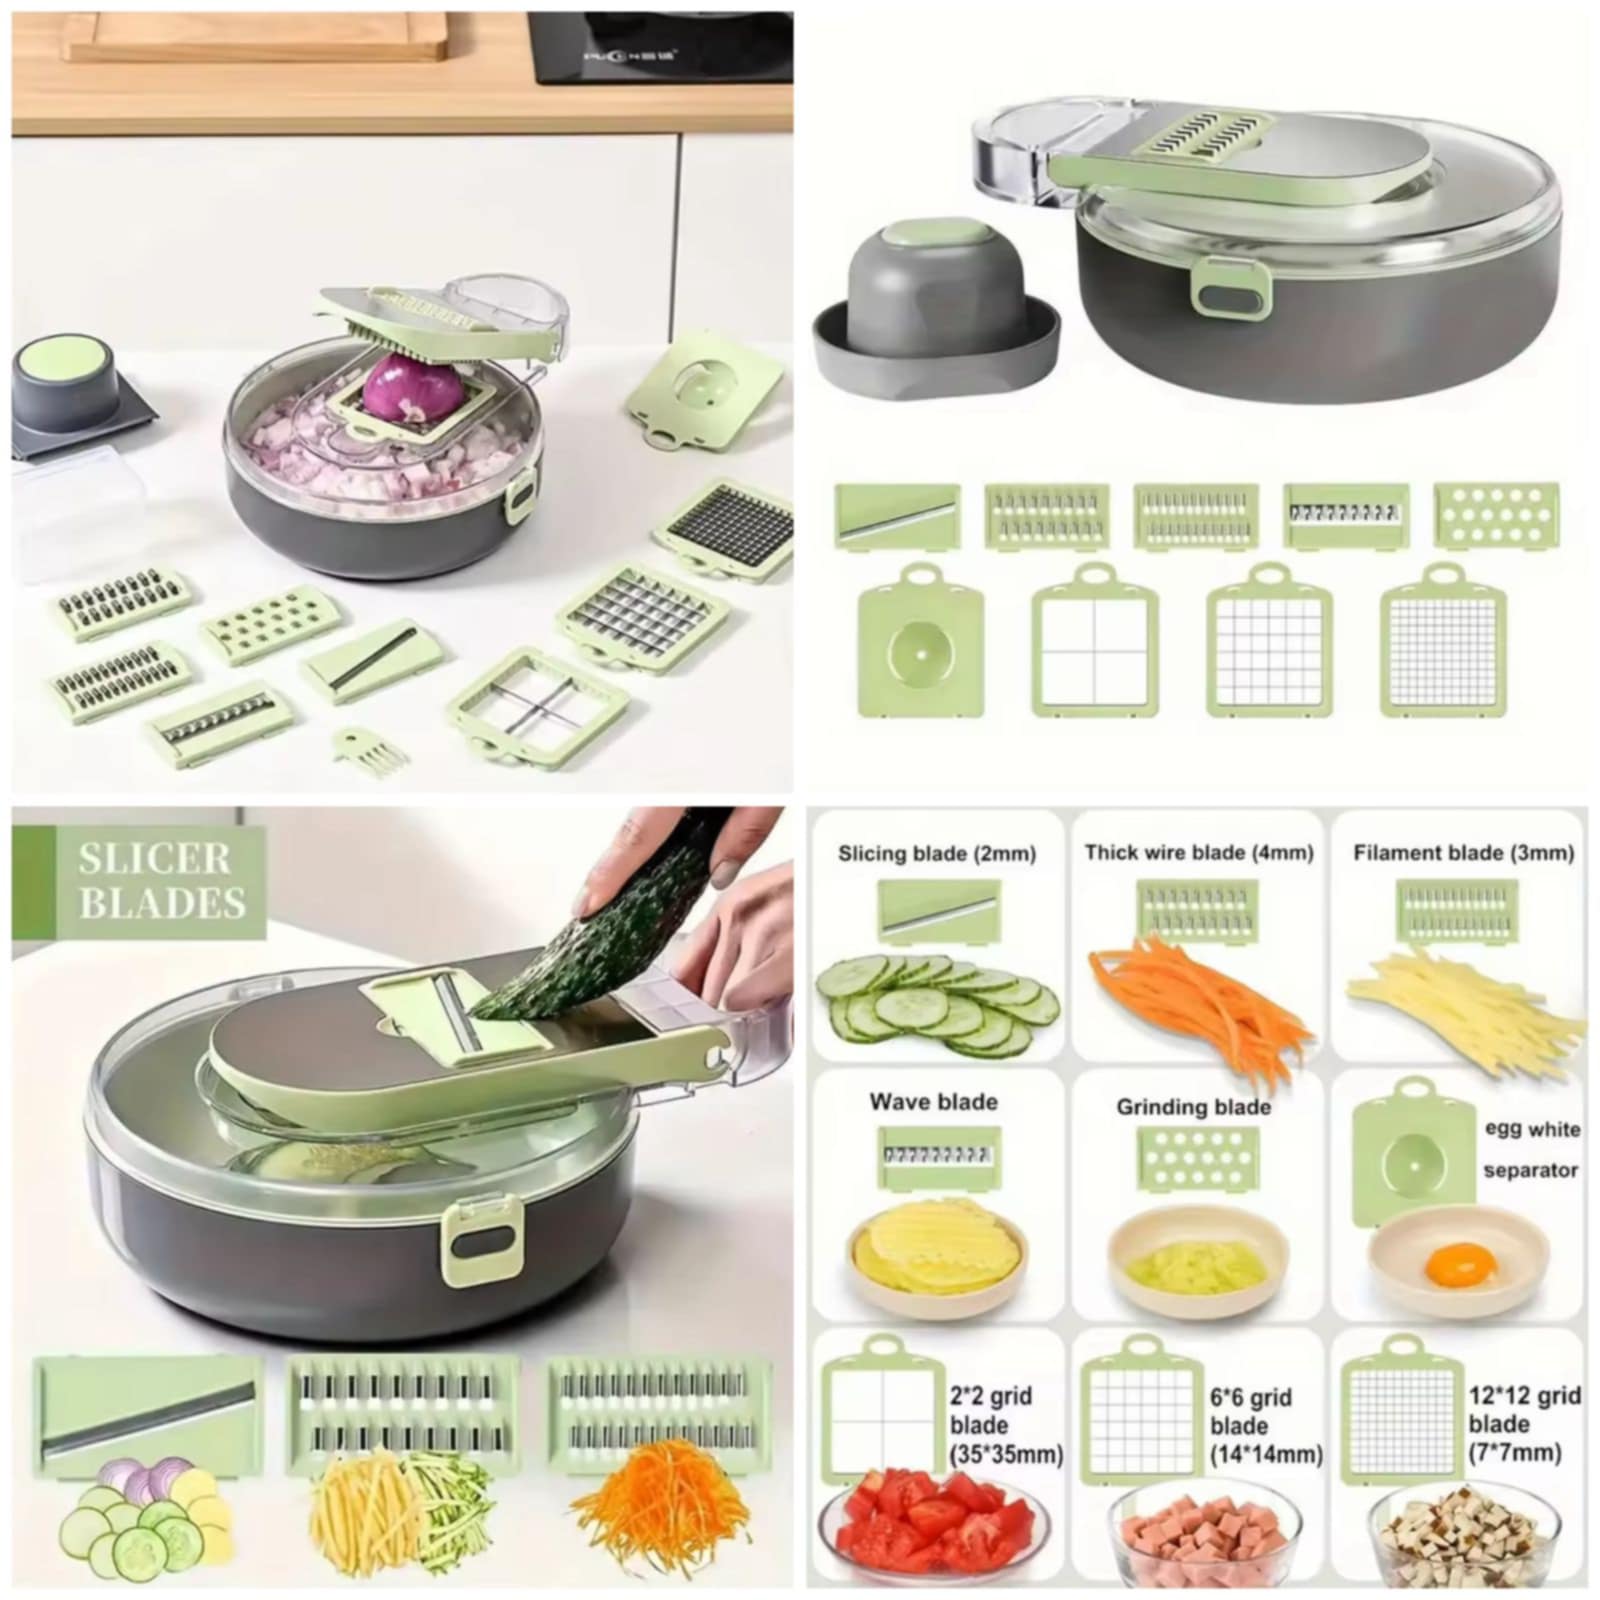 SLICER
BLADES
Slicing blade (2mm)
Thick wire blade (4mm)
Filament blade (3mm)
Wave blade
Grinding blade
egg white
separator
2*2 grid
blade
(35*35mm)
6*6 grid
blade
(14*14mm)
12*12 grid
blade
(7*7mm)